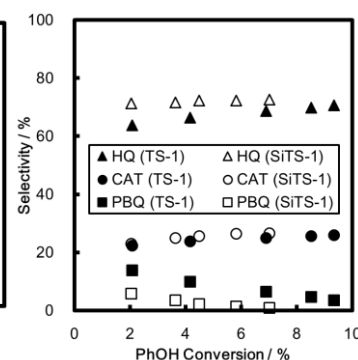 100
80
60
40
20
0
Selectivity / %
▲ HQ (TS-1) △ HQ (SiTS-1)
● CAT (TS-1) ○ CAT (SiTS-1)
■ PBQ (TS-1) □ PBQ (SiTS-1)
0 2 4 6 8 10
PhOH Conversion / %